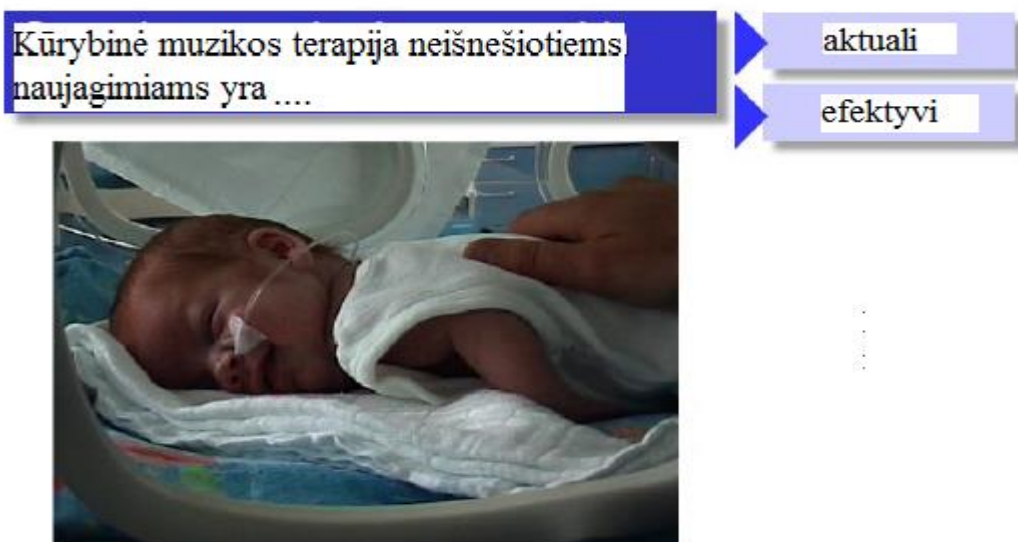 Kūrybinė muzikos terapija neišnešiotiems
naujagimiams yra ....
aktuali
efektyvi